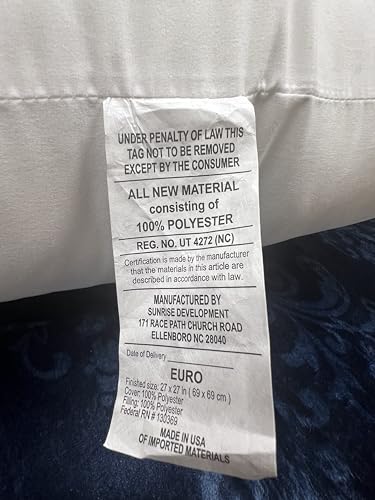 UNDER PENALTY OF LAW THIS
TAG NOT TO BE REMOVED
EXCEPT BY THE CONSUMER
ALL NEW MATERIAL
consisting of
100% POLYESTER
REG. NO. UT 4272 (NC)
Certification is made by the manufacturer
that the materials in this article are
described in accordance with law.
MANUFACTURED BY
SUNRISE DEVELOPMENT
171 RACE PATH CHURCH ROAD
ELLENBORO NC 28040
Date of Delivery
EURO
Finished size: 27 x 27 in ( 69 x 69 cm )
Cover: 100% Polyester
Filling: 100% Polyester
Federal RN # 130369
MADE IN USA
OF IMPORTED MATERIALS